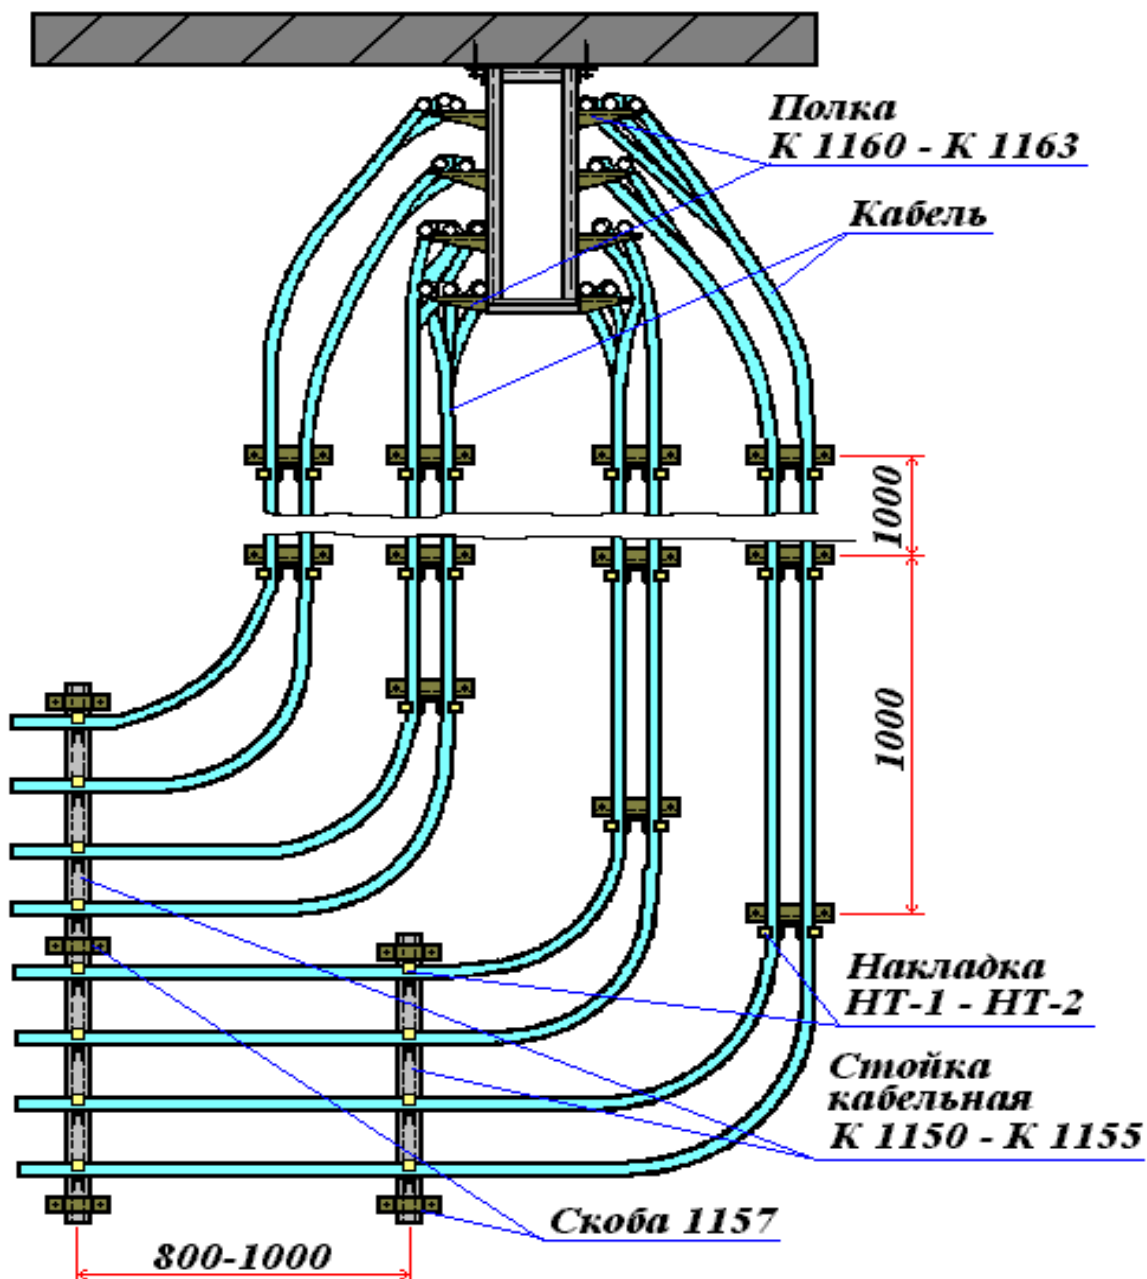 Полка
К 1160 - К 1163
Кабель
1000
1000
Накладка
НТ-1 - НТ-2
Стойка
кабельная
К 1150 - К 1155
Скоба 1157
800-1000